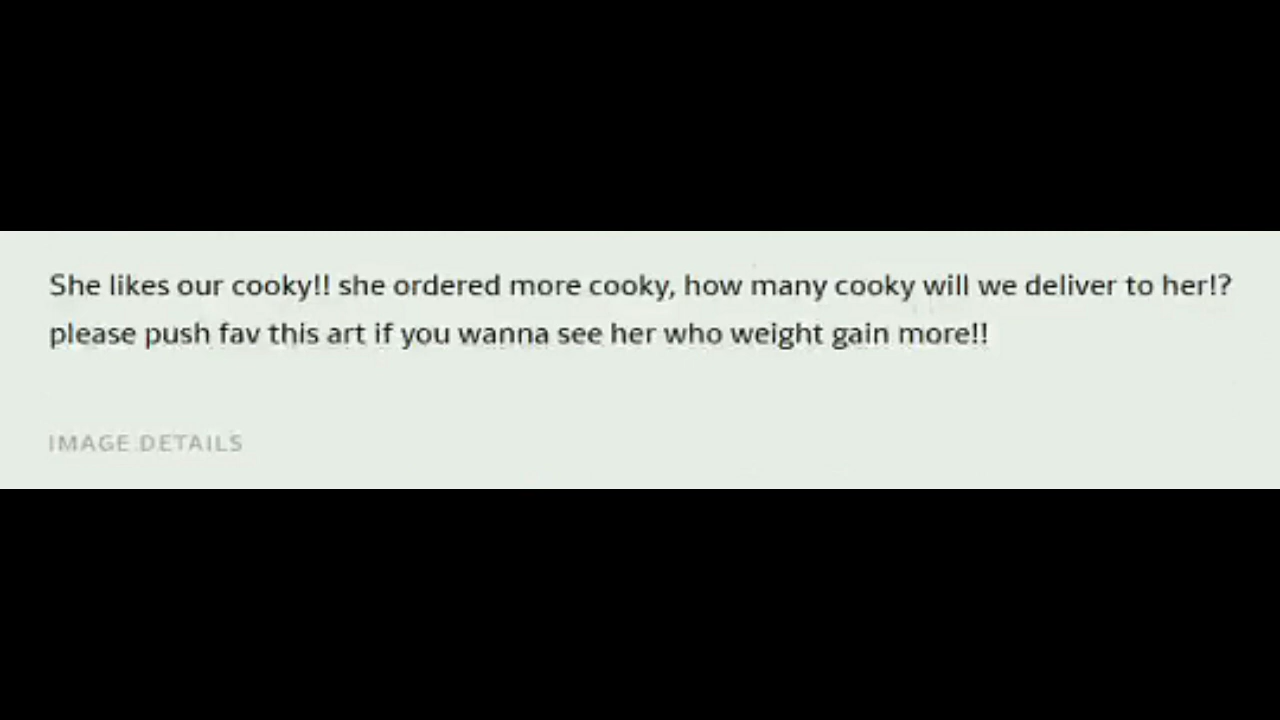 She likes our cooky!! she ordered more cooky, how many cooky will we deliver to her!?
please push fav this art if you wanna see her who weight gain more!!
IMAGE DETAILS